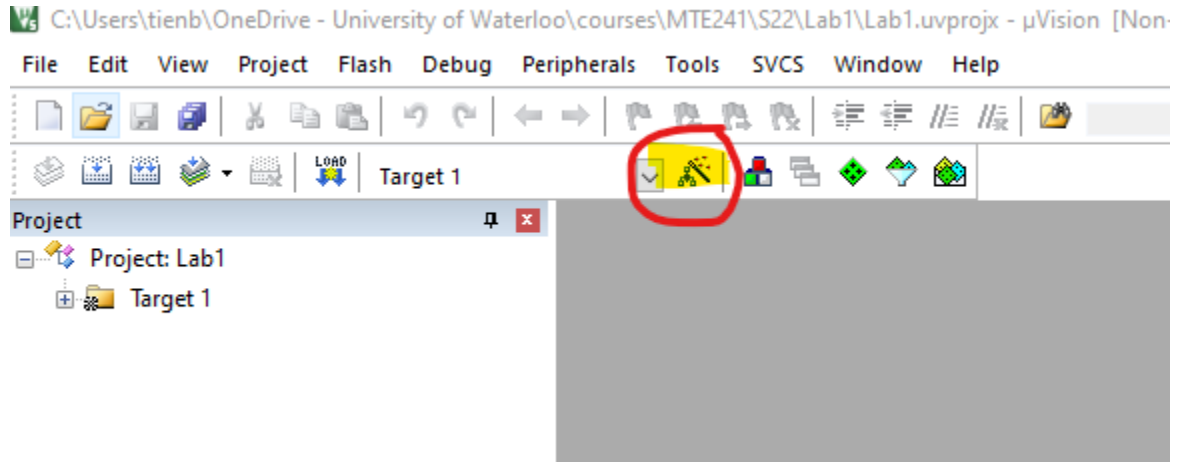 C:\Users\tienb\OneDrive - University of Waterloo\courses\MTE241\S22\Lab1\Lab1.uvprojx - µVision [Non-
File Edit View Project Flash Debug Peripherals Tools SVCS Window Help
LOAD Target 1
Project
Project: Lab1
Target 1